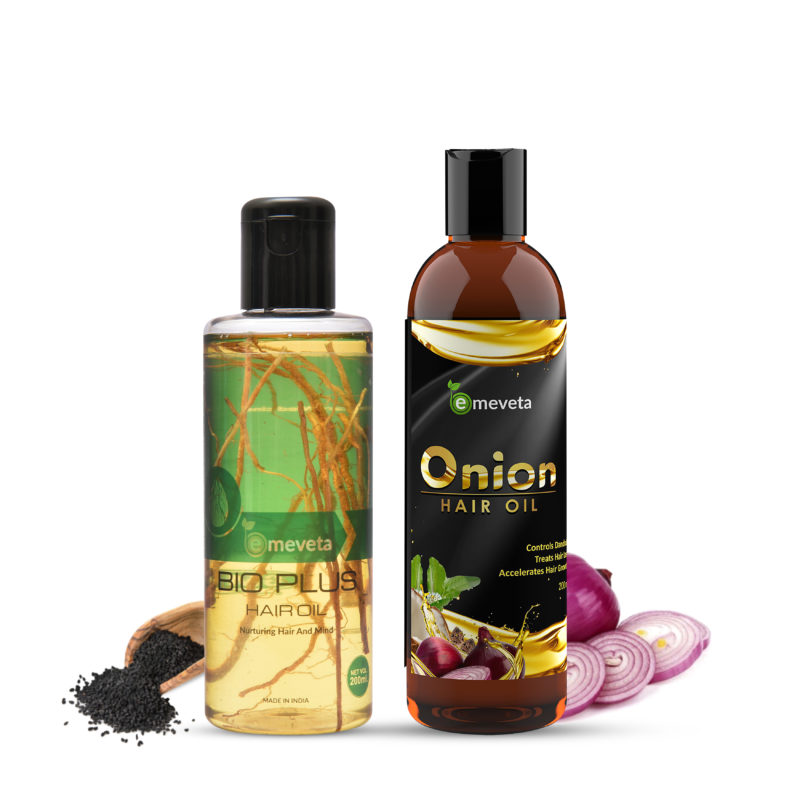 emeveta
BIO PLUS
HAIR OIL
Nurturing Hair And Mind
NET VOL.
200mL
MADE IN INDIA
emeveta
Onion
HAIR OIL
Controls
Treats Hair
Accelerates Hair